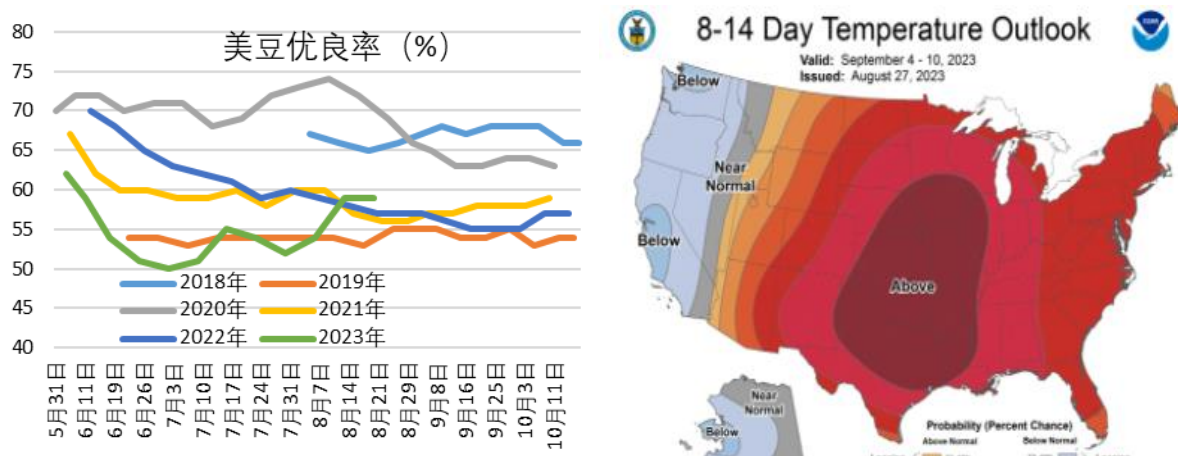 美豆优良率（%）
80
75
70
65
60
55
50
45
40
2018年
2019年
2020年
2021年
2022年
2023年
5月31日
6月11日
6月19日
6月26日
7月3日
7月10日
7月17日
7月24日
7月31日
8月7日
8月14日
8月21日
8月29日
9月8日
9月16日
9月25日
10月3日
10月11日
8-14 Day Temperature Outlook
Valid: September 4 - 10, 2023
Issued: August 27, 2023
Below
Near
Normal
Below
Above
Near
Normal
Below
Probability (Percent Chance)
Above Normal
Below Normal